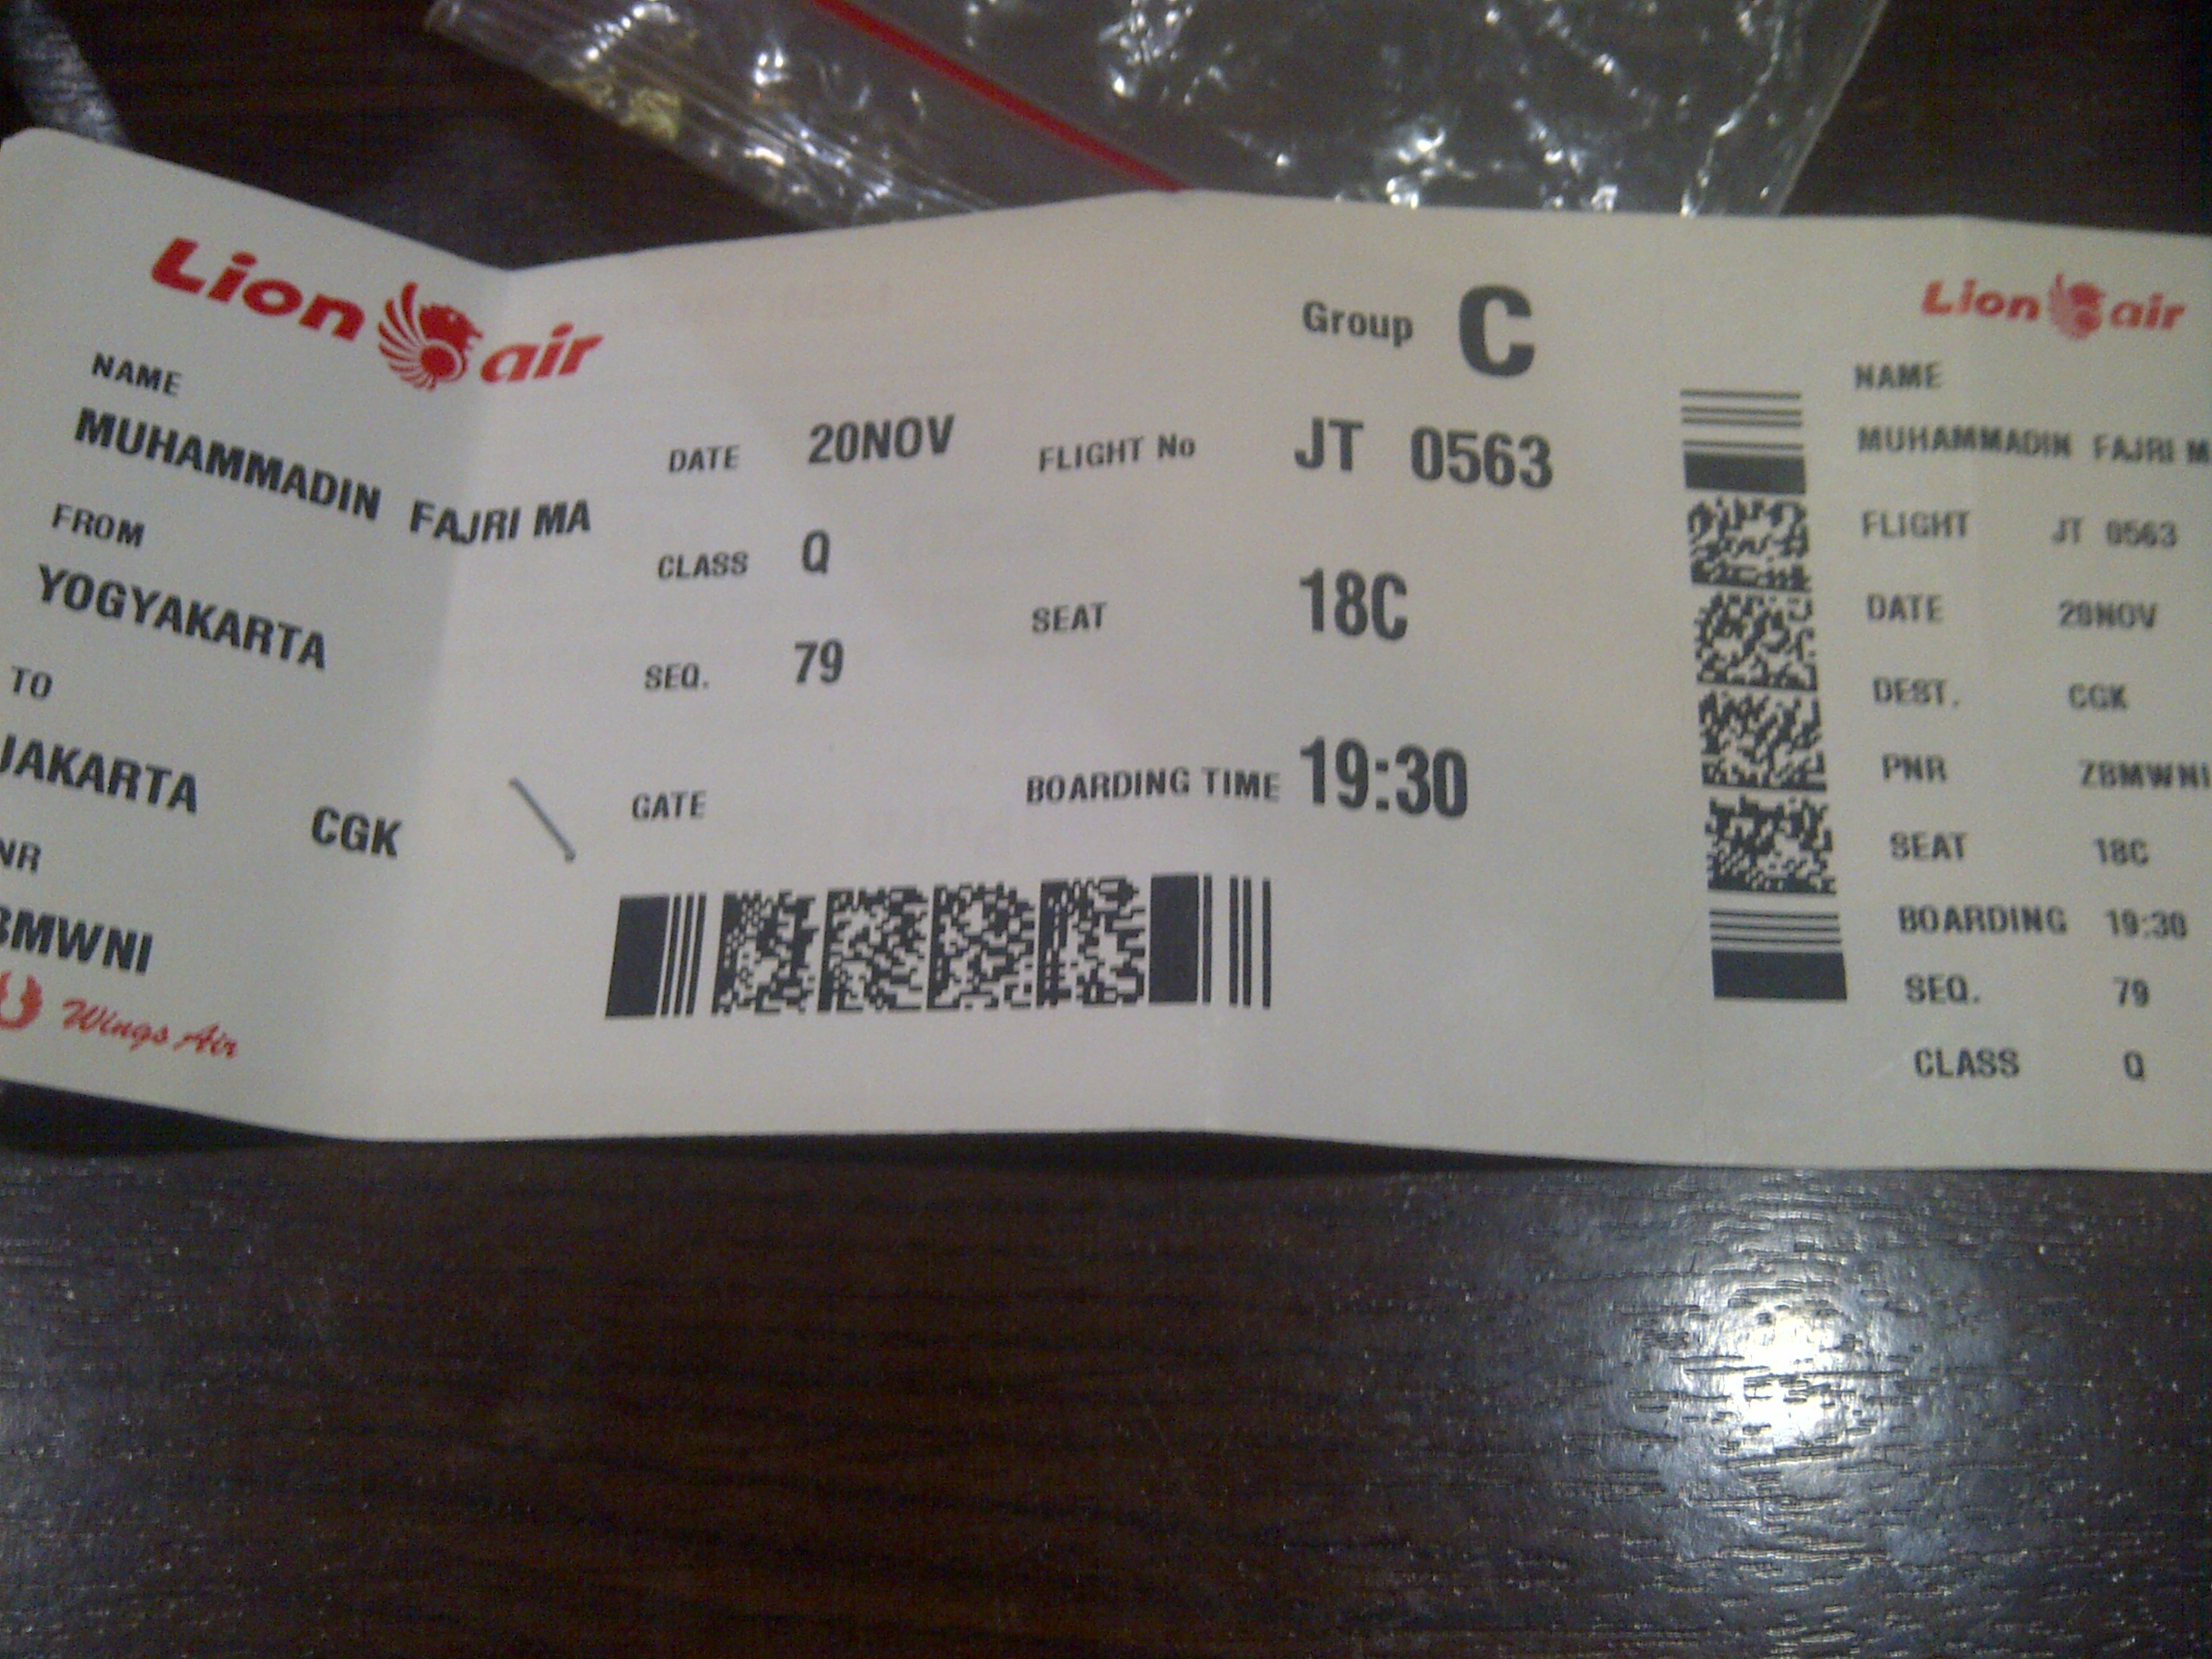 Lion air
NAME
MUHAMMADIN FAJRI MA
FROM
YOGYAKARTA
TO
JAKARTA CGK
NR
BMWNI
Wings Air
Group C
DATE 20NOV FLIGHT No JT 0563
CLASS Q
SEAT 18C
SEQ. 79
GATE
BOARDING TIME 19:30
Lion air
NAME
MUHAMMADIN FAJRI M
FLIGHT JT 0563
DATE 20NOV
DEST. CGK
PNR ZBMWNI
SEAT 18C
BOARDING 19:30
SEQ. 79
CLASS Q